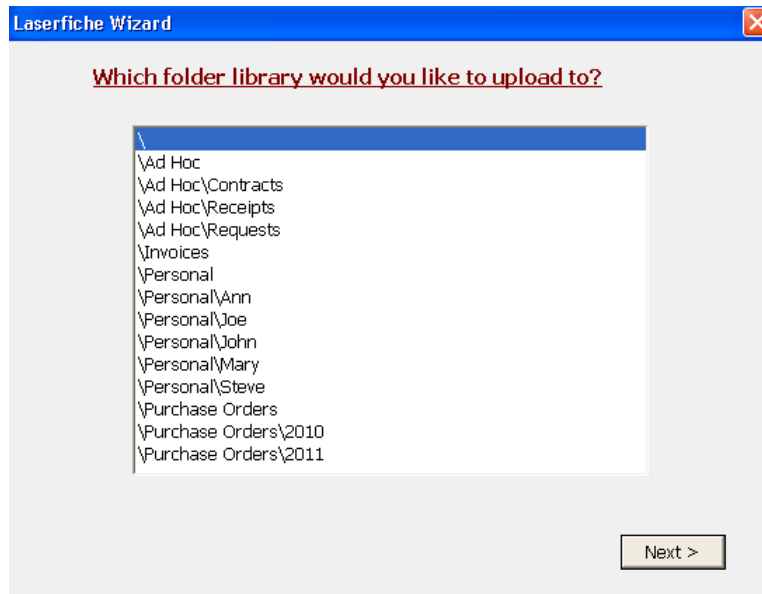 Laserfiche Wizard
Which folder library would you like to upload to?
\
\Ad Hoc
\Ad Hoc\Contracts
\Ad Hoc\Receipts
\Ad Hoc\Requests
\Invoices
\Personal
\Personal\Ann
\Personal\Joe
\Personal\John
\Personal\Mary
\Personal\Steve
\Purchase Orders
\Purchase Orders\2010
\Purchase Orders\2011
Next >